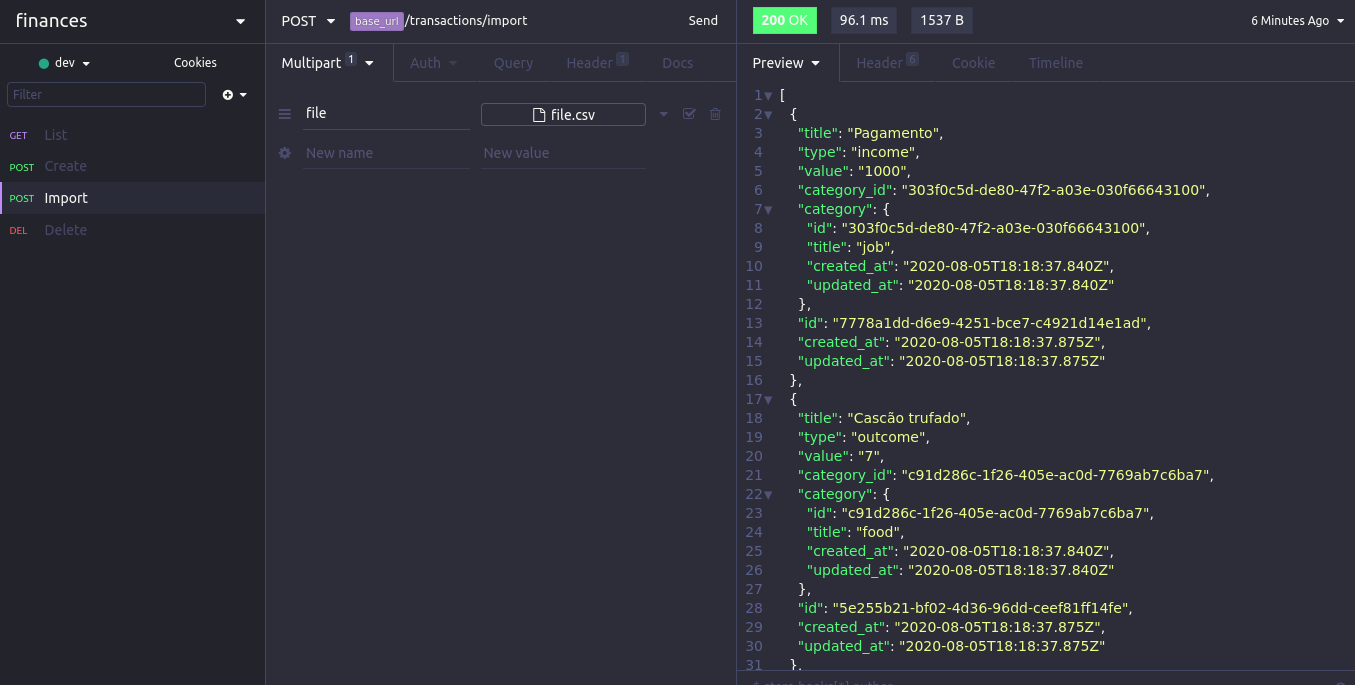 finances
dev
Cookies
Filter
GET List
POST Create
POST Import
DEL Delete
POST base_url/transactions/import Send
Multipart 1 Auth Query Header 1 Docs
file file.csv
New name New value
200 OK 96.1 ms 1537 B 6 Minutes Ago
Preview Header 6 Cookie Timeline
1 [
2 {
3 "title": "Pagamento",
4 "type": "income",
5 "value": "1000",
6 "category_id": "303f0c5d-de80-47f2-a03e-030f66643100",
7 "category": {
8 "id": "303f0c5d-de80-47f2-a03e-030f66643100",
9 "title": "job",
10 "created_at": "2020-08-05T18:18:37.840Z",
11 "updated_at": "2020-08-05T18:18:37.840Z"
12 },
13 "id": "7778a1dd-d6e9-4251-bce7-c4921d14e1ad",
14 "created_at": "2020-08-05T18:18:37.875Z",
15 "updated_at": "2020-08-05T18:18:37.875Z"
16 },
17 {
18 "title": "Cascão trufado",
19 "type": "outcome",
20 "value": "7",
21 "category_id": "c91d286c-1f26-405e-ac0d-7769ab7c6ba7",
22 "category": {
23 "id": "c91d286c-1f26-405e-ac0d-7769ab7c6ba7",
24 "title": "food",
25 "created_at": "2020-08-05T18:18:37.840Z",
26 "updated_at": "2020-08-05T18:18:37.840Z"
27 },
28 "id": "5e255b21-bf02-4d36-96dd-ceef81ff14fe",
29 "created_at": "2020-08-05T18:18:37.875Z",
30 "updated_at": "2020-08-05T18:18:37.875Z"
31 },